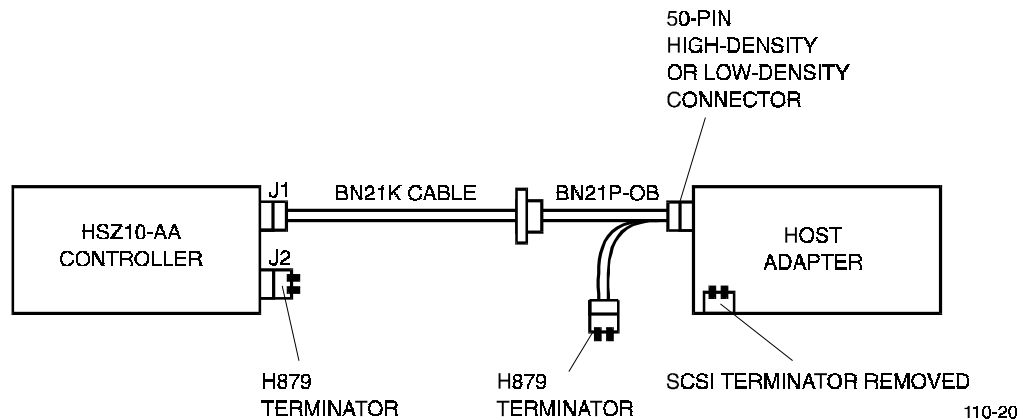 50-PIN
HIGH-DENSITY
OR LOW-DENSITY
CONNECTOR
J1
BN21K CABLE
BN21P-OB
HSZ10-AA
CONTROLLER
J2
HOST
ADAPTER
H879
TERMINATOR
H879
TERMINATOR
SCSI TERMINATOR REMOVED
110-20